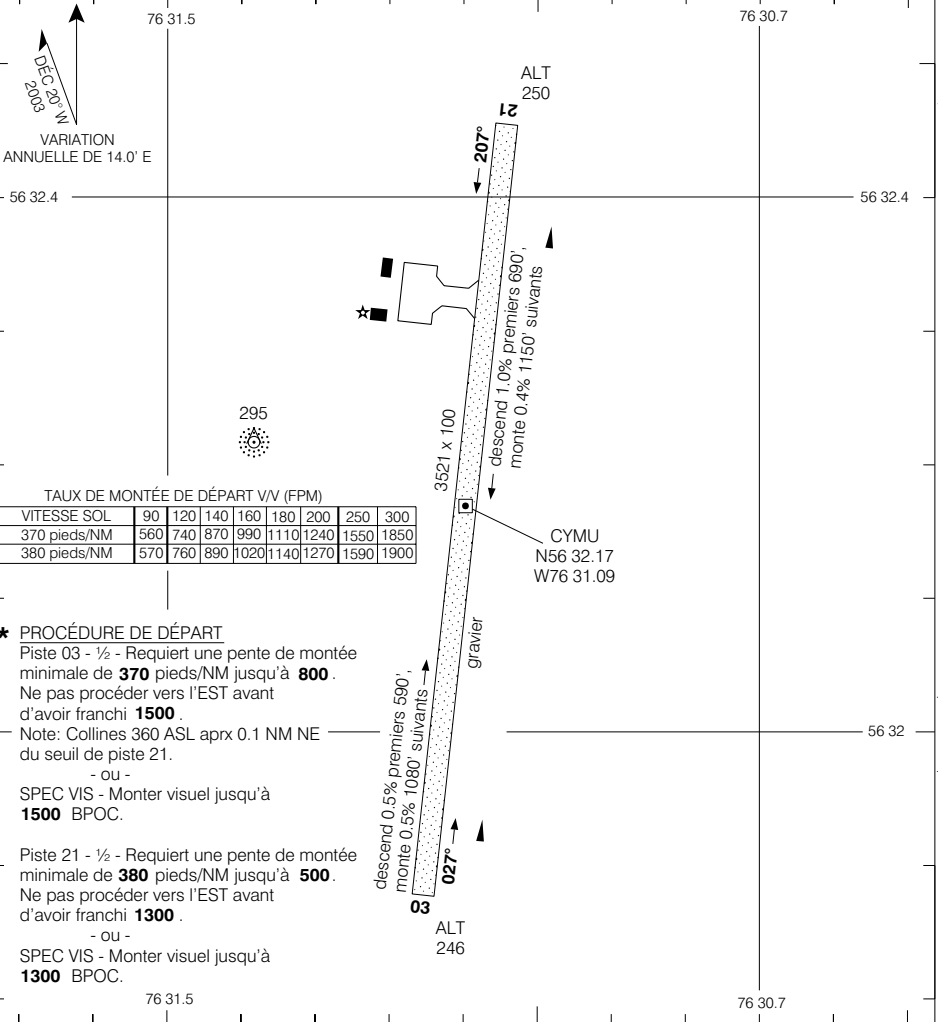 76 31.5
76 30.7
DÉC 20° W
2003
VARIATION
ANNUELLE DE 14.0' E
ALT
250
21
207°
56 32.4
56 32.4
descend 1.0% premiers 690',
monte 0.4% 1150' suivants
3521 x 100
295
TAUX DE MONTÉE DE DÉPART V/V (FPM)
VITESSE SOL 90 120 140 160 180 200 250 300
370 pieds/NM 560 740 870 990 1110 1240 1550 1850
380 pieds/NM 570 760 890 1020 1140 1270 1590 1900
CYMU
N56 32.17
W76 31.09
gravier
* PROCÉDURE DE DÉPART
Piste 03 - ½ - Requiert une pente de montée
minimale de 370 pieds/NM jusqu'à 800 .
Ne pas procéder vers l'EST avant
d'avoir franchi 1500 .
Note: Collines 360 ASL aprx 0.1 NM NE
du seuil de piste 21.
- ou -
SPEC VIS - Monter visuel jusqu'à
1500 BPOC.
56 32
descend 0.5% premiers 590',
monte 0.5% 1080' suivants
027°
Piste 21 - ½ - Requiert une pente de montée
minimale de 380 pieds/NM jusqu'à 500 .
Ne pas procéder vers l'EST avant
d'avoir franchi 1300 .
- ou -
SPEC VIS - Monter visuel jusqu'à
1300 BPOC.
03
ALT
246
76 31.5
76 30.7